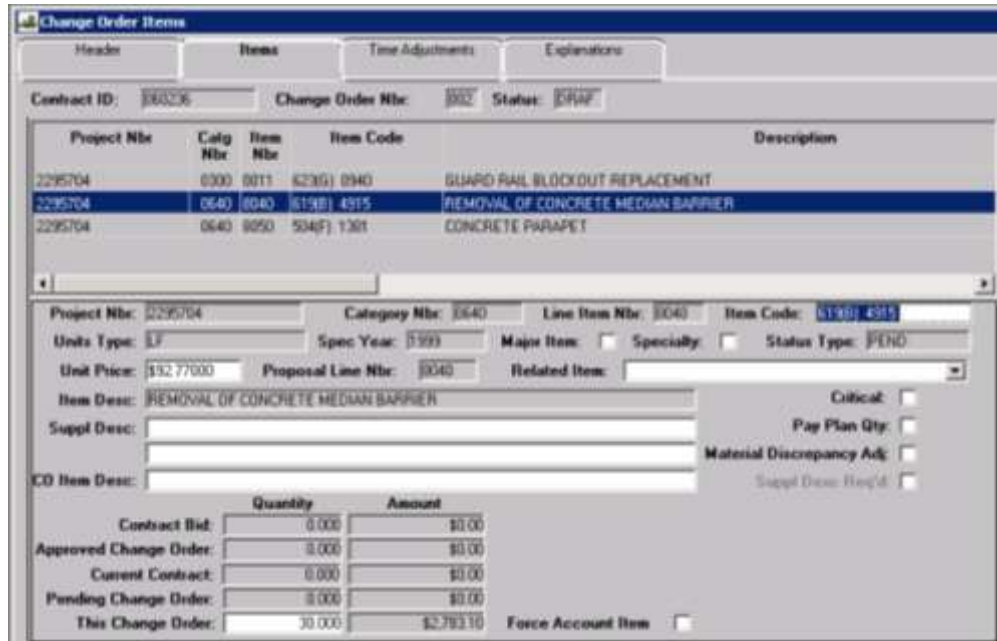 Change Order Items
Header Items Time Adjustments Explanations
Contract ID: 060236 Change Order Nbr: 002 Status: DRAF
Project Nbr Catg Nbr Item Nbr Item Code Description
2295704 0300 0011 623(G) 0940 GUARD RAIL BLOCKOUT REPLACEMENT
2295704 0640 8040 619(B) 4915 REMOVAL OF CONCRETE MEDIAN BARRIER
2295704 0640 8050 504(F) 1381 CONCRETE PARAPET
Project Nbr: 2295704 Category Nbr: 0640 Line Item Nbr: 8040 Item Code: 619(B) 4915
Units Type: LF Spec Year: 1999 Major Item: Specialty: Status Type: PEND
Unit Price: $92.77000 Proposal Line Nbr: 8040 Related Item:
Item Desc: REMOVAL OF CONCRETE MEDIAN BARRIER Critical:
Suppl Desc: Pay Plan Qty:
Material Discrepancy Adj:
CO Item Desc: Suppl Desc Req'd:
Quantity Amount
Contract Bid: 0.000 $0.00
Approved Change Order: 0.000 $0.00
Current Contract: 0.000 $0.00
Pending Change Order: 0.000 $0.00
This Change Order: 30.000 $2,783.10 Force Account Item